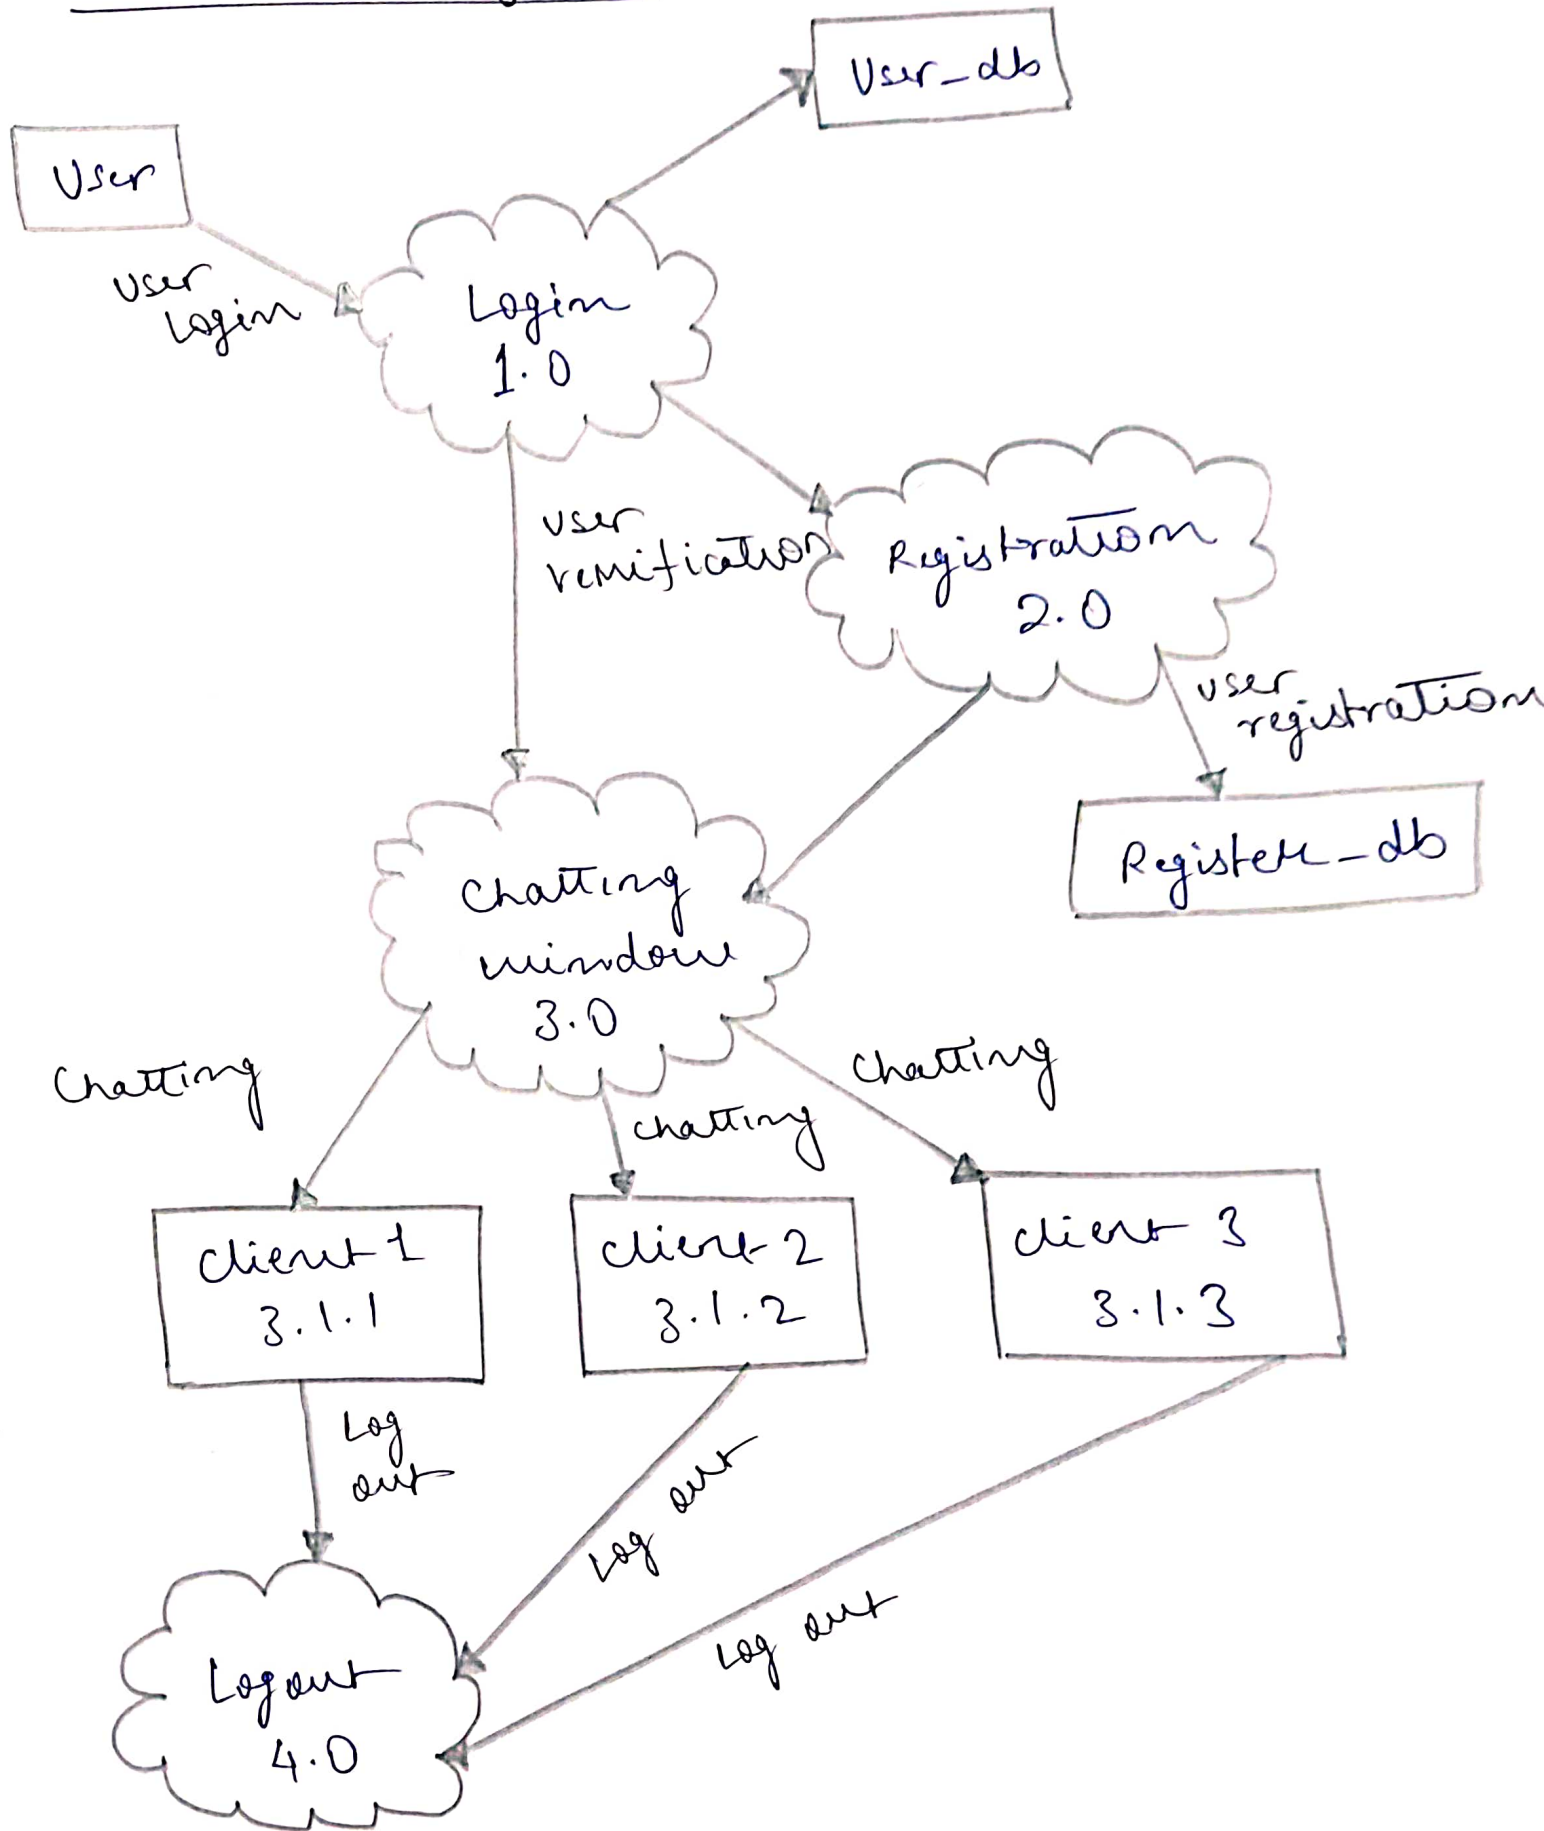 User_db
User
user
Login
Login
1.0
user
verification
Registration
2.0
user
registration
Register_db
Chatting
window
3.0
Chatting
chatting
Chatting
client 1
3.1.1
client 2
3.1.2
client 3
3.1.3
Log
out
Log out
Log out
Logout
4.0